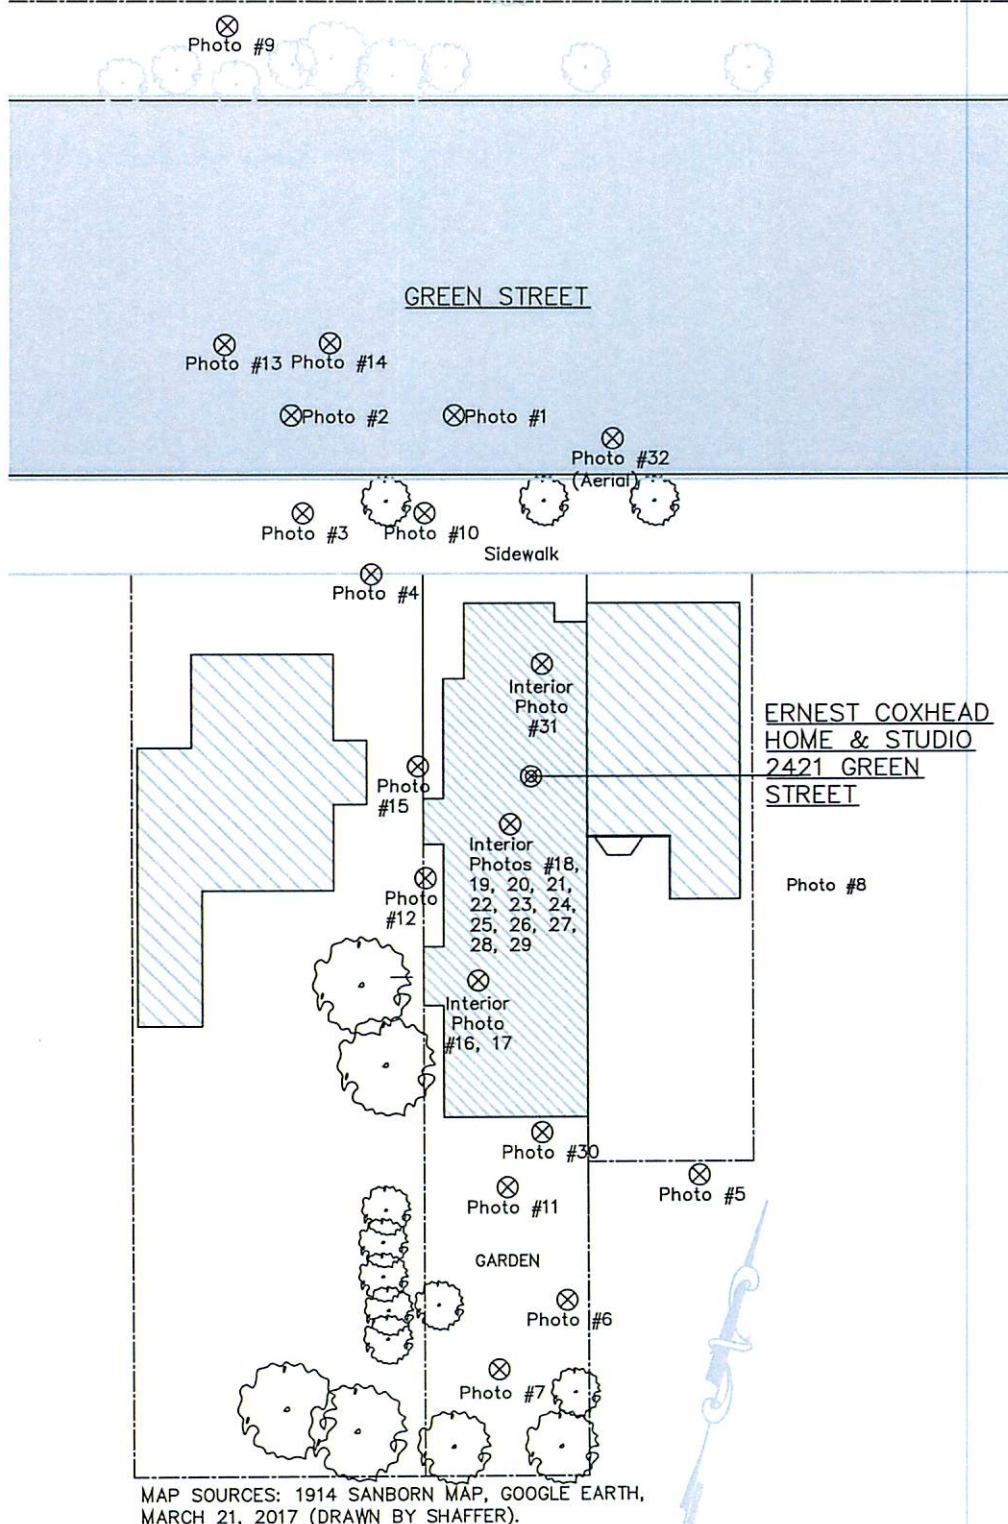 Photo #9
GREEN STREET
Photo #13
Photo #14
Photo #2
Photo #1
Photo #32
(Aerial)
Photo #3
Photo #10
Sidewalk
Photo #4
Interior
Photo
#31
ERNEST COXHEAD
HOME & STUDIO
2421 GREEN
STREET
Photo
#15
Interior
Photos #18,
19, 20, 21,
22, 23, 24,
25, 26, 27,
28, 29
Photo #8
Photo
#12
Interior
Photo
#16, 17
Photo #30
Photo #5
Photo #11
GARDEN
Photo #6
Photo #7
MAP SOURCES: 1914 SANBORN MAP, GOOGLE EARTH,
MARCH 21, 2017 (DRAWN BY SHAFFER).